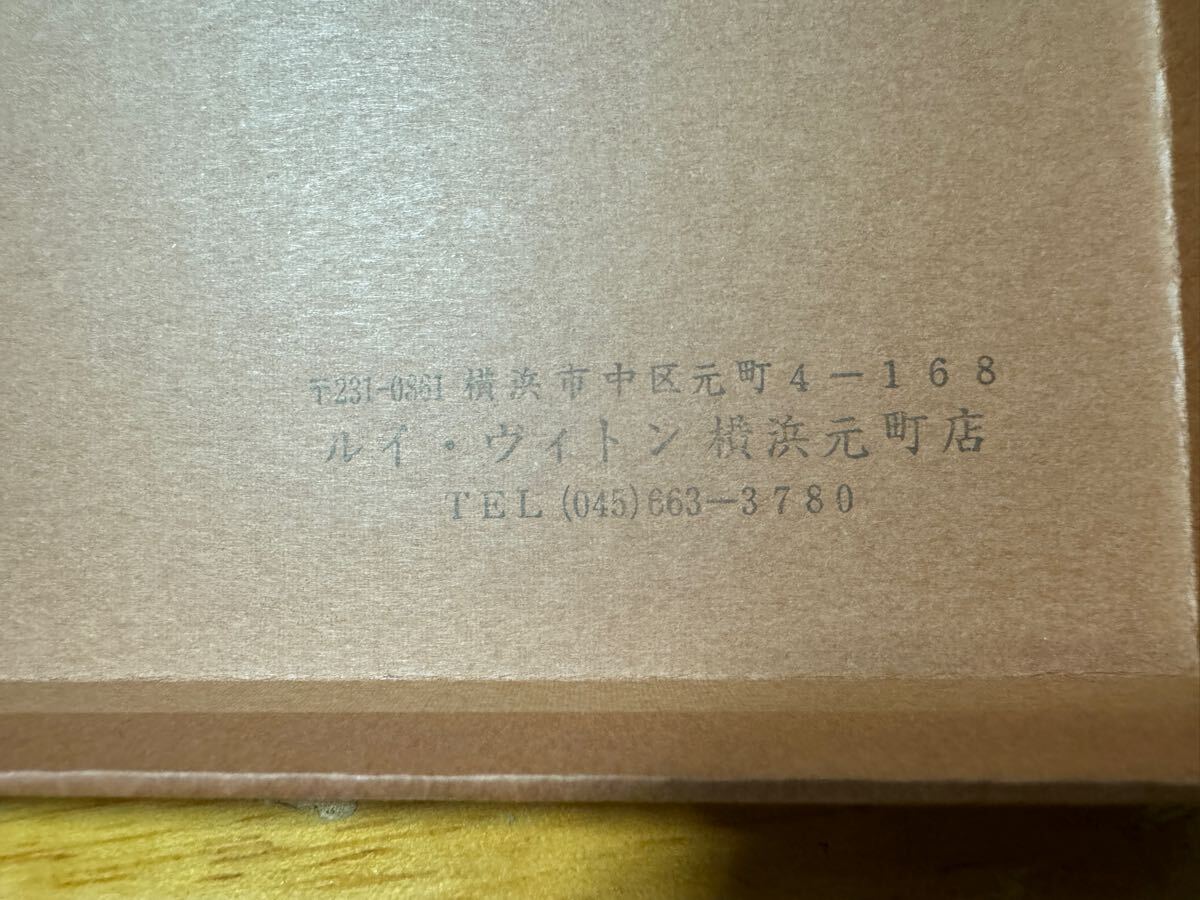 〒231-0861 横浜市中区元町4－168
ルイ・ヴィトン 横浜元町店
TEL (045)663－3780